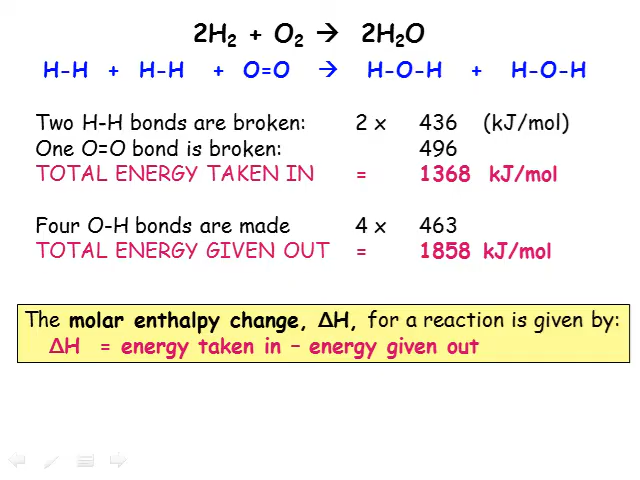 2H₂ + O₂ → 2H₂O
H-H + H-H + O=O → H-O-H + H-O-H
Two H-H bonds are broken: 2 x 436 (kJ/mol)
One O=O bond is broken: 496
TOTAL ENERGY TAKEN IN = 1368 kJ/mol
Four O-H bonds are made 4 x 463
TOTAL ENERGY GIVEN OUT = 1858 kJ/mol
The molar enthalpy change, ΔH, for a reaction is given by:
ΔH = energy taken in – energy given out